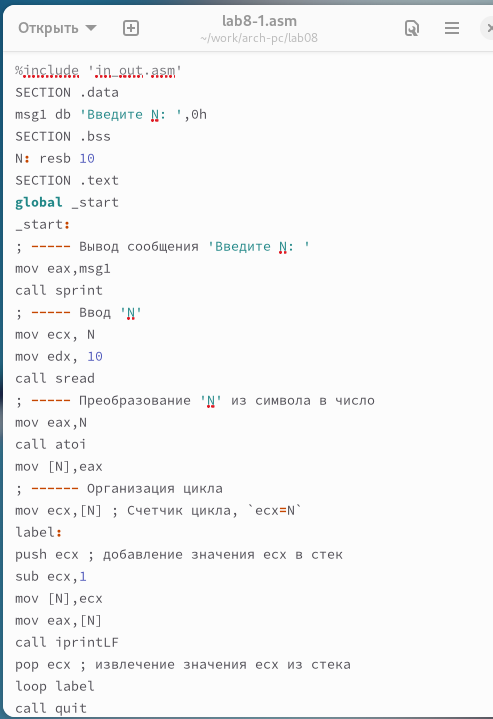 Открыть
lab8-1.asm
~/work/arch-pc/lab08
%include 'in_out.asm'
SECTION .data
msg1 db 'Введите N: ',0h
SECTION .bss
N: resb 10
SECTION .text
global _start
_start:
; ----- Вывод сообщения 'Введите N: '
mov eax,msg1
call sprint
; ----- Ввод 'N'
mov ecx, N
mov edx, 10
call sread
; ----- Преобразование 'N' из символа в число
mov eax,N
call atoi
mov [N],eax
; ------ Организация цикла
mov ecx,[N] ; Счетчик цикла, `ecx=N`
label:
push ecx ; добавление значения ecx в стек
sub ecx,1
mov [N],ecx
mov eax,[N]
call iprintLF
pop ecx ; извлечение значения ecx из стека
loop label
call quit